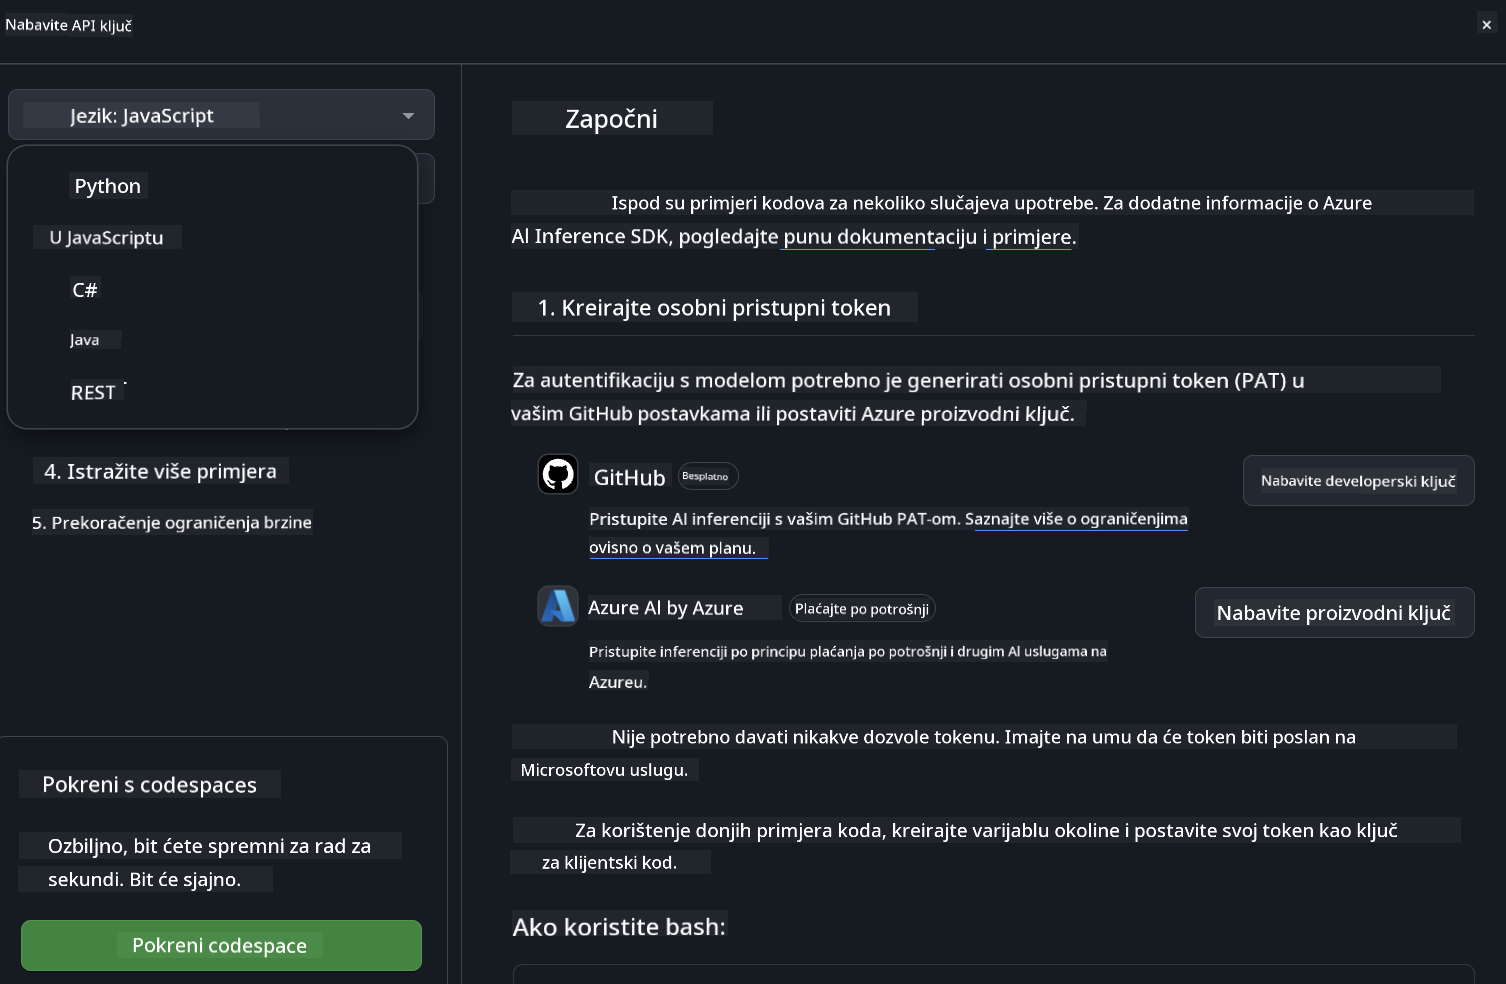 Nabavite API ključ
×
Jezik: JavaScript
Python
U JavaScriptu
C#
Java
REST
4. Istražite više primjera
5. Prekoračenje ograničenja brzine
Pokreni s codespaces
Ozbiljno, bit ćete spremni za rad za
sekundi. Bit će sjajno.
Pokreni codespace
Započni
Ispod su primjeri kodova za nekoliko slučajeva upotrebe. Za dodatne informacije o Azure
AI Inference SDK, pogledajte punu dokumentaciju i primjere.
1. Kreirajte osobni pristupni token
Za autentifikaciju s modelom potrebno je generirati osobni pristupni token (PAT) u
vašim GitHub postavkama ili postaviti Azure proizvodni ključ.
GitHub Besplatno
Nabavite developerski ključ
Pristupite AI inferenciji s vašim GitHub PAT-om. Saznajte više o ograničenjima
ovisno o vašem planu.
Azure AI by Azure Plaćajte po potrošnji
Nabavite proizvodni ključ
Pristupite inferenciji po principu plaćanja po potrošnji i drugim AI uslugama na
Azureu.
Nije potrebno davati nikakve dozvole tokenu. Imajte na umu da će token biti poslan na
Microsoftovu uslugu.
Za korištenje donjih primjera koda, kreirajte varijablu okoline i postavite svoj token kao ključ
za klijentski kod.
Ako koristite bash: